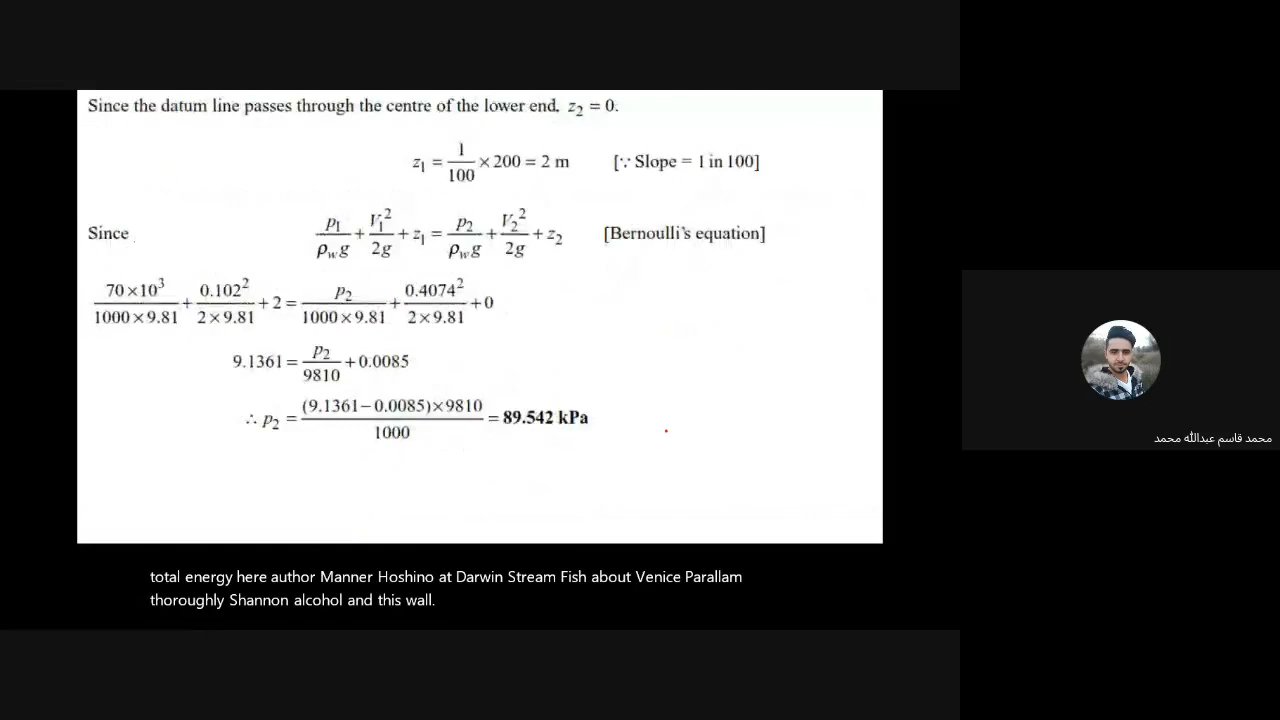 Since the datum line passes through the centre of the lower end, z₂ = 0.
z₁ = 1/100 × 200 = 2 m [∵ Slope = 1 in 100]
Since p₁/ρ_w g + V₁²/2g + z₁ = p₂/ρ_w g + V₂²/2g + z₂ [Bernoulli's equation]
70×10³/1000×9.81 + 0.102²/2×9.81 + 2 = p₂/1000×9.81 + 0.4074²/2×9.81 + 0
9.1361 = p₂/9810 + 0.0085
∴ p₂ = (9.1361−0.0085)×9810/1000 = 89.542 kPa
محمد قاسم عبدالله محمد
total energy here author Manner Hoshino at Darwin Stream Fish about Venice Parallam
thoroughly Shannon alcohol and this wall.